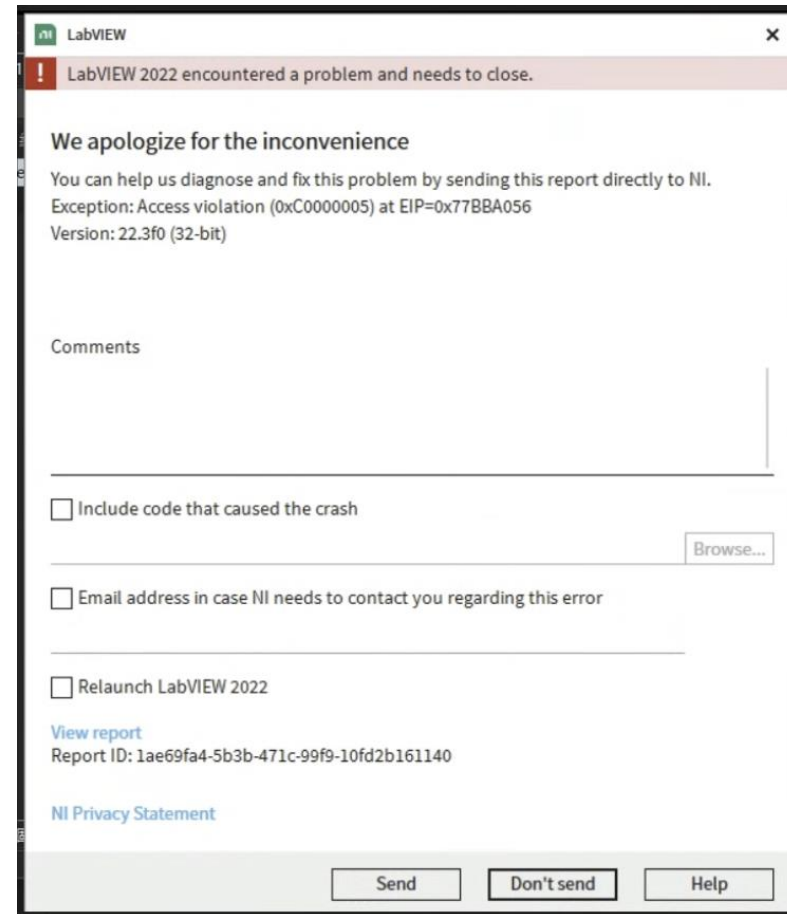 LabVIEW
LabVIEW 2022 encountered a problem and needs to close.
We apologize for the inconvenience
You can help us diagnose and fix this problem by sending this report directly to NI.
Exception: Access violation (0xC0000005) at EIP=0x77BBA056
Version: 22.3f0 (32-bit)
Comments
Include code that caused the crash
Browse...
Email address in case NI needs to contact you regarding this error
Relaunch LabVIEW 2022
View report
Report ID: 1ae69fa4-5b3b-471c-99f9-10fd2b161140
NI Privacy Statement
Send Don't send Help